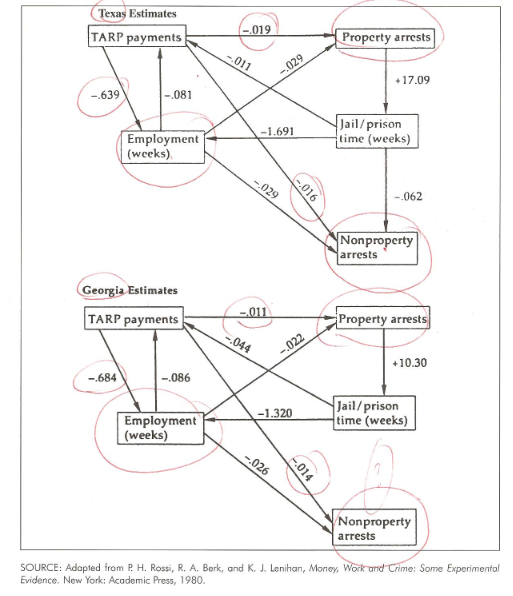 Texas Estimates
TARP payments
-.019
Property arrests
-.011
-.029
+17.09
-.639
-.081
Jail/prison
time (weeks)
-1.691
Employment
(weeks)
-.029
-.016
-.062
Nonproperty
arrests
Georgia Estimates
TARP payments
-.011
Property arrests
-.044
-.022
+10.30
-.684
-.086
Jail/prison
time (weeks)
-1.320
Employment
(weeks)
-.026
-.014
?
Nonproperty
arrests
SOURCE: Adapted from P. H. Rossi, R. A. Berk, and K. J. Lenihan, Money, Work and Crime: Some Experimental
Evidence. New York: Academic Press, 1980.